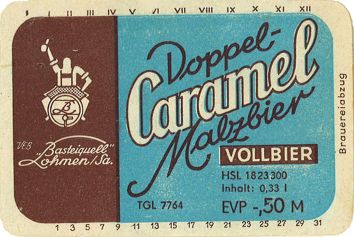 I II III IV V VI VII VIII IX X XI XII
Doppel-
Caramel
Malzbier
VOLLBIER
HSL 1823300
Inhalt: 0,33 l
TGL 7764
EVP -,50 M
VEB
"Basteiquell"
Lohmen/Sa.
Brauereiabzug
1 3 5 7 9 11 13 15 17 19 21 23 25 27 29 31